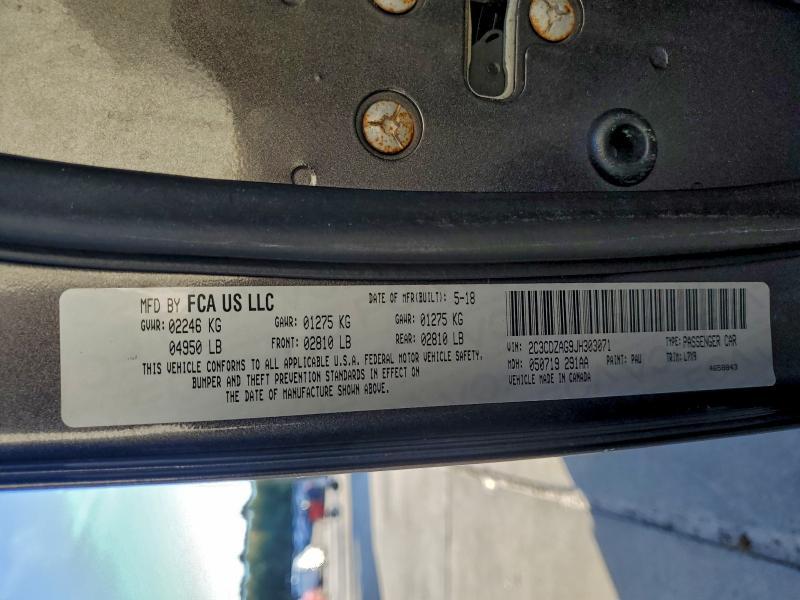 MFD BY FCA US LLC
DATE OF MFR(BUILT): 5-18
GVWR: 02246 KG
04950 LB
GAWR: 01275 KG
FRONT: 02810 LB
GAWR: 01275 KG
REAR: 02810 LB
THIS VEHICLE CONFORMS TO ALL APPLICABLE U.S.A. FEDERAL MOTOR VEHICLE SAFETY,
BUMPER AND THEFT PREVENTION STANDARDS IN EFFECT ON
THE DATE OF MANUFACTURE SHOWN ABOVE.
VIN: 2C3CDZAG9JH303071
TYPE: PASSENGER CAR
MDH: 050719 291AA
PAINT: PAU
TRIM: L7X9
VEHICLE MADE IN CANADA
4658843